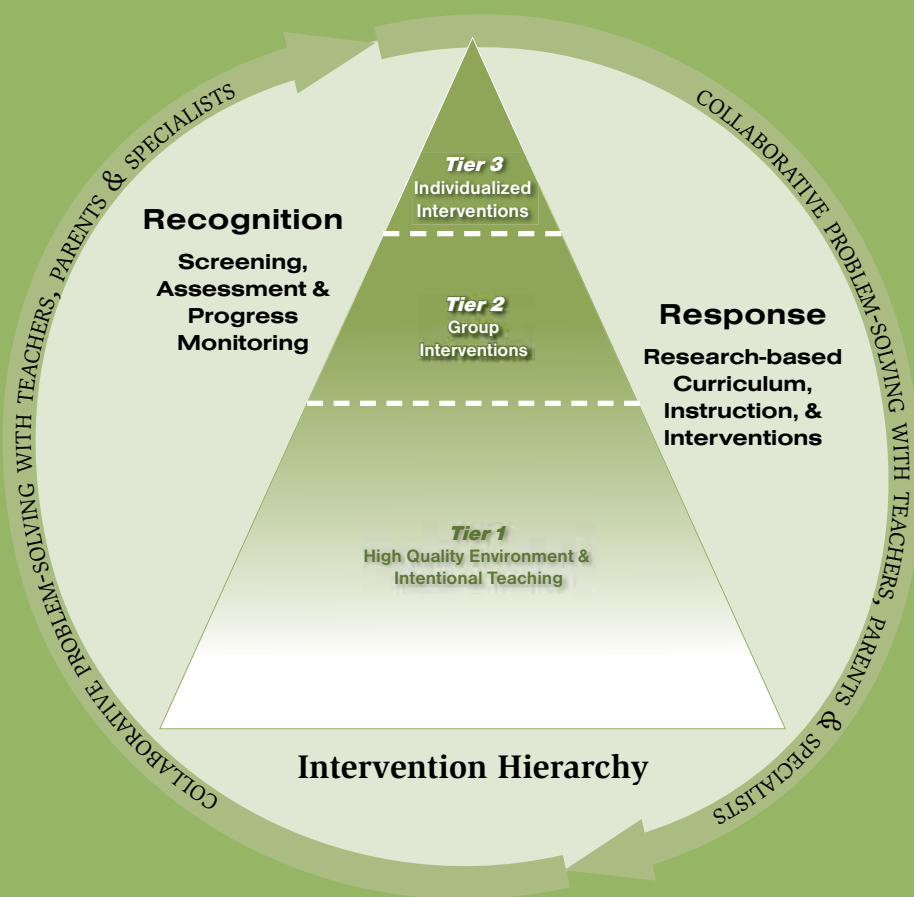 COLLABORATIVE PROBLEM-SOLVING WITH TEACHERS, PARENTS & SPECIALISTS
COLLABORATIVE PROBLEM-SOLVING WITH TEACHERS, PARENTS & SPECIALISTS
Recognition
Screening,
Assessment &
Progress
Monitoring
Tier 3
Individualized
Interventions
Tier 2
Group
Interventions
Tier 1
High Quality Environment &
Intentional Teaching
Response
Research-based
Curriculum,
Instruction, &
Interventions
Intervention Hierarchy